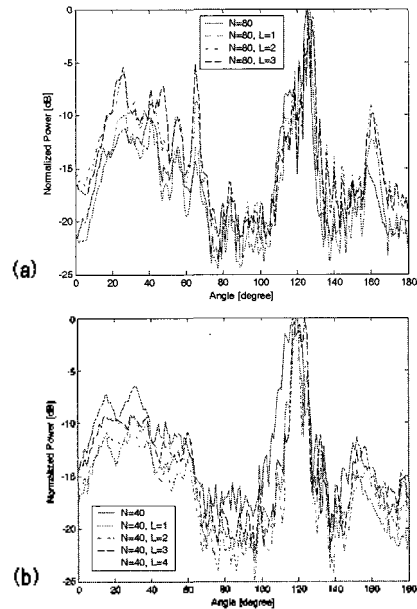 0
-5
-10
-15
-20
-25
Normalized Power [dB]
N=80
N=80, L=1
N=80, L=2
N=80, L=3
0 20 40 60 80 100 120 140 160 180
Angle [degree]
(a)
0
-5
-10
-15
-20
-25
Normalized Power [dB]
N=40
N=40, L=1
N=40, L=2
N=40, L=3
N=40, L=4
0 20 40 60 80 100 120 140 160 180
Angle [degree]
(b)